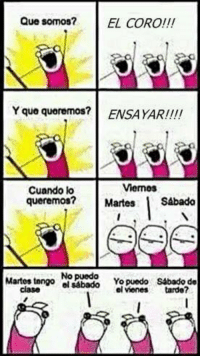 Que somos?
EL CORO!!!
Y que queremos?
ENSAYAR!!!!
Cuando lo
queremos?
Viernes
Martes
Sábado
Martes tengo
clase
No puedo
el sábado
Yo puedo
el vienes
Sábado de
tarde?